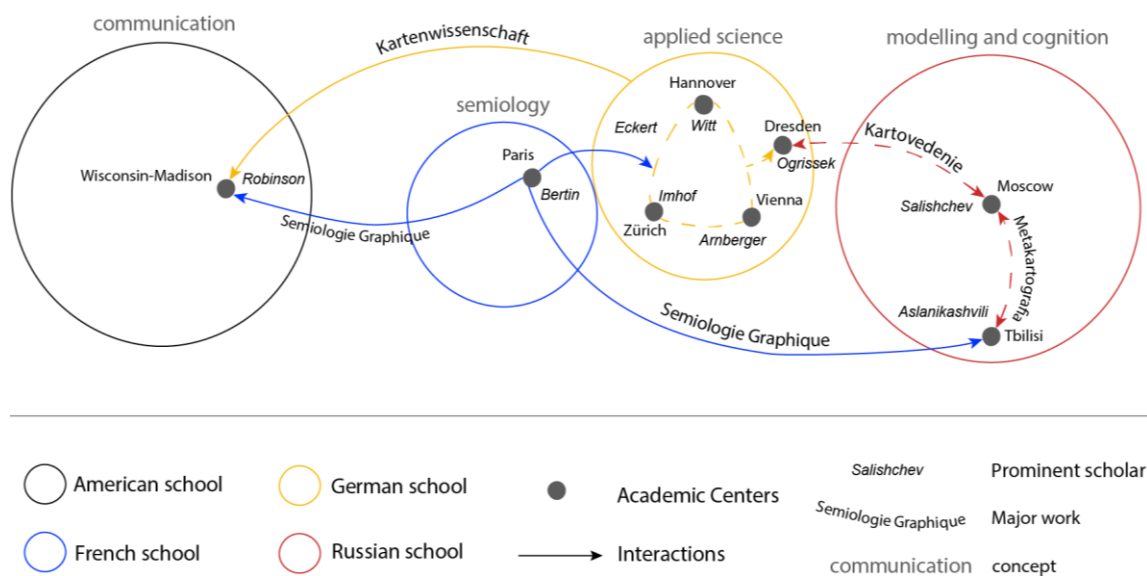 communication
Kartenwissenschaft
applied science
modelling and cognition
semiology
Hannover
Witt
Eckert
Dresden
Ogrissek
Kartovedenie
Paris
Bertin
Wisconsin-Madison
Robinson
Semiologie Graphique
Imhof
Zürich
Vienna
Arnberger
Moscow
Salishchev
Metakartografia
Aslanikashvili
Tbilisi
Semiologie Graphique
American school
German school
Academic Centers
Salishchev
Prominent scholar
Semiologie Graphique
Major work
French school
Russian school
Interactions
communication
concept